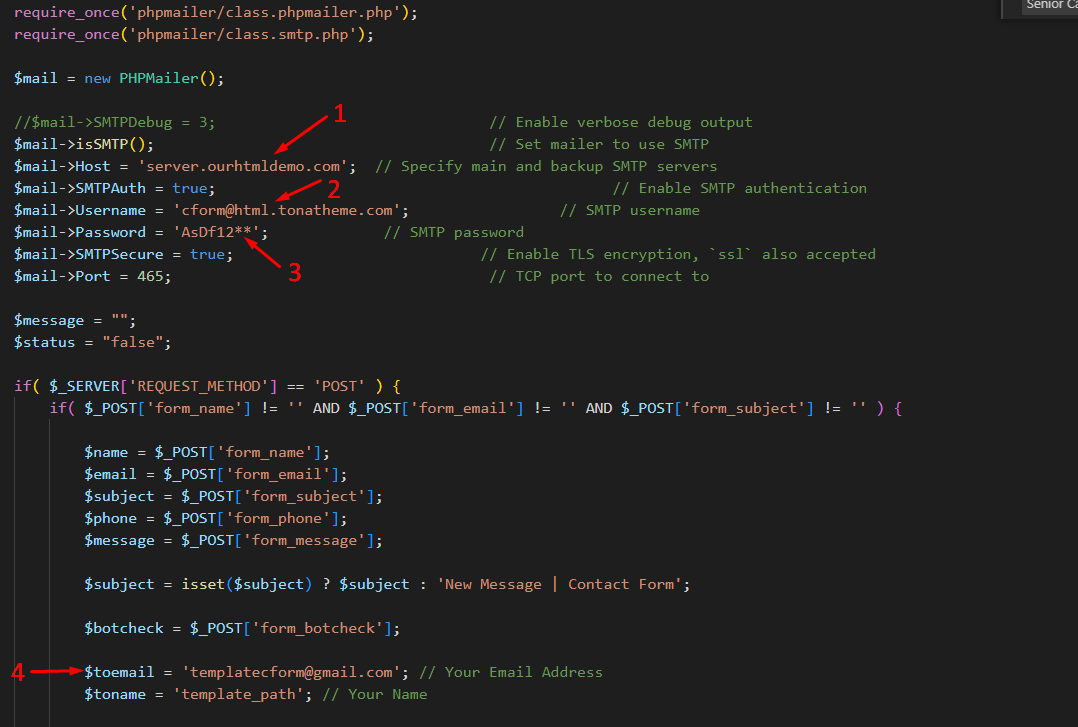 Senior Ca
require_once('phpmailer/class.phpmailer.php');
require_once('phpmailer/class.smtp.php');
$mail = new PHPMailer();
1
//$mail->SMTPDebug = 3; // Enable verbose debug output
$mail->isSMTP(); // Set mailer to use SMTP
$mail->Host = 'server.ourhtmldemo.com'; // Specify main and backup SMTP servers
$mail->SMTPAuth = true; // Enable SMTP authentication
2
$mail->Username = 'cform@html.tonatheme.com'; // SMTP username
$mail->Password = 'AsDf12**'; // SMTP password
$mail->SMTPSecure = true; // Enable TLS encryption, `ssl` also accepted
3
$mail->Port = 465; // TCP port to connect to
$message = "";
$status = "false";
if( $_SERVER['REQUEST_METHOD'] == 'POST' ) {
if( $_POST['form_name'] != '' AND $_POST['form_email'] != '' AND $_POST['form_subject'] != '' ) {
$name = $_POST['form_name'];
$email = $_POST['form_email'];
$subject = $_POST['form_subject'];
$phone = $_POST['form_phone'];
$message = $_POST['form_message'];
$subject = isset($subject) ? $subject : 'New Message | Contact Form';
$botcheck = $_POST['form_botcheck'];
4
$toemail = 'templatecform@gmail.com'; // Your Email Address
$toname = 'template_path'; // Your Name